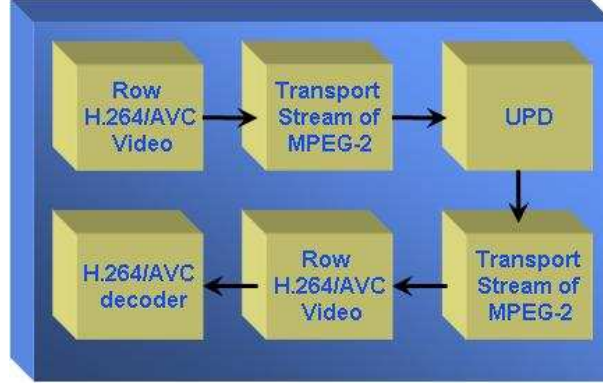 Row
H.264/AVC
Video
Transport
Stream of
MPEG-2
UPD
H.264/AVC
decoder
Row
H.264/AVC
Video
Transport
Stream of
MPEG-2